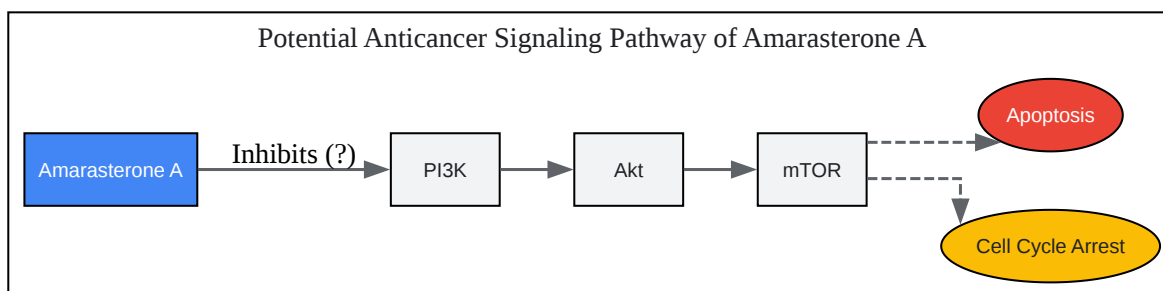 Potential Anticancer Signaling Pathway of Amarasterone A
Apoptosis
Amarasterone A
Inhibits (?)
PI3K
Akt
mTOR
Cell Cycle Arrest